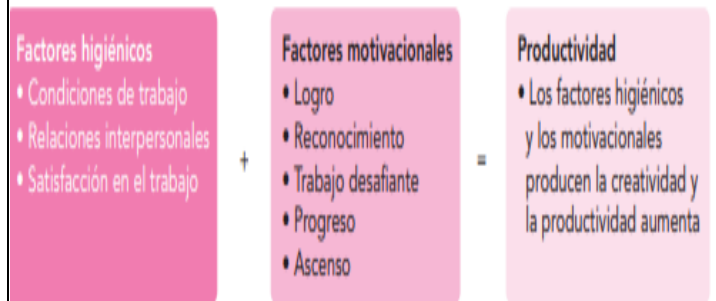 Factores higiénicos
• Condiciones de trabajo
• Relaciones interpersonales
• Satisfacción en el trabajo
+
Factores motivacionales
• Logro
• Reconocimiento
• Trabajo desafiante
• Progreso
• Ascenso
=
Productividad
• Los factores higiénicos
y los motivacionales
producen la creatividad y
la productividad aumenta